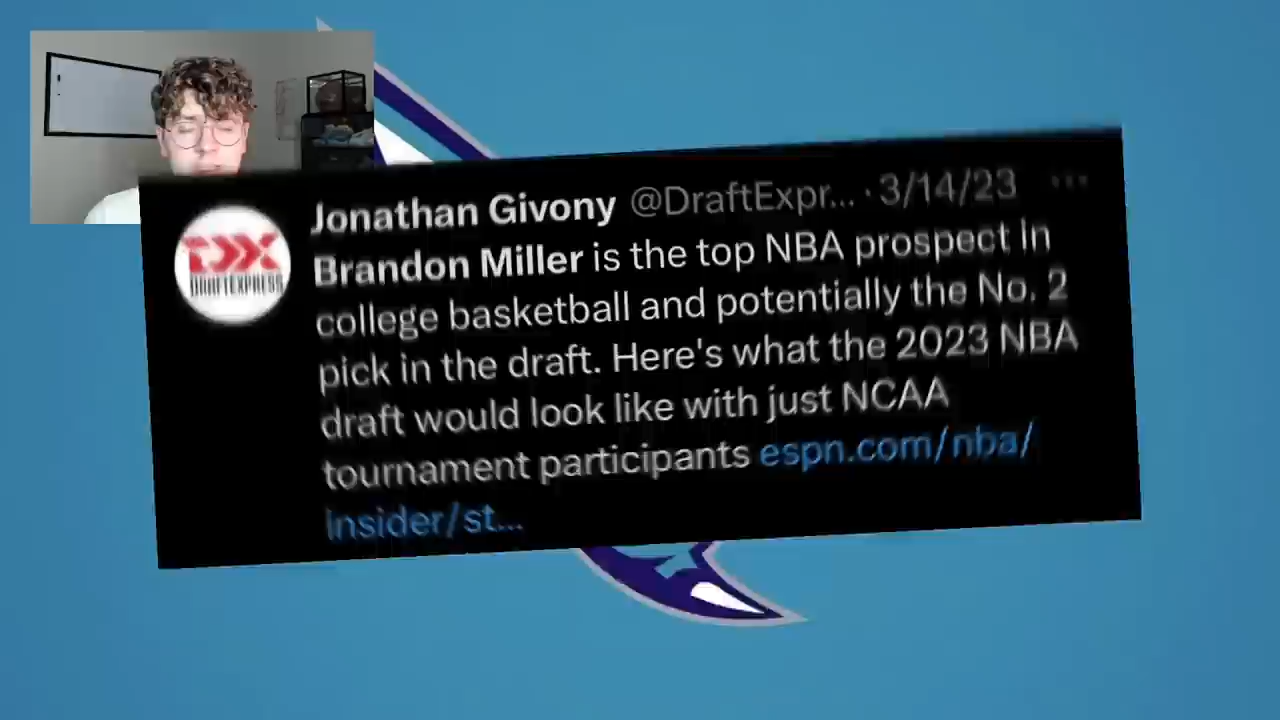 Jonathan Givony @DraftExpr... · 3/14/23 ...
Brandon Miller is the top NBA prospect in
college basketball and potentially the No. 2
pick in the draft. Here's what the 2023 NBA
draft would look like with just NCAA
tournament participants espn.com/nba/
insider/st...
DRAFTEXPRESS